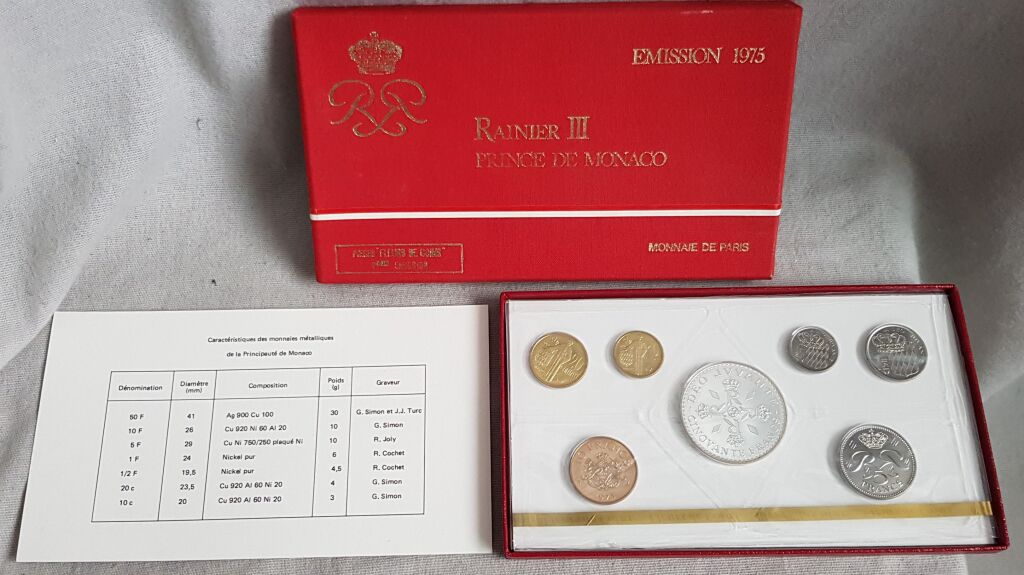 EMISSION 1975
RAINIER III
PRINCE DE MONACO
MONNAIE DE PARIS
"FLEURS DE COINS"
Caractéristiques des monnaies métalliques
de la Principauté de Monaco
Dénomination Diamètre (mm) Composition Poids (g) Graveur
50 F 41 Ag 900 Cu 100 30 G. Simon et J.J. Turc
10 F 26 Cu 920 Ni 60 Al 20 10 G. Simon
5 F 29 Cu Ni 750/250 plaqué Ni 10 R. Joly
1 F 24 Nickel pur 6 R. Cochet
1/2 F 19,5 Nickel pur 4,5 R. Cochet
20 c 23,5 Cu 920 Al 60 Ni 20 4 G. Simon
10 c 20 Cu 920 Al 60 Ni 20 3 G. Simon
DEO JUVANTE
CINQUANTE FRANCS